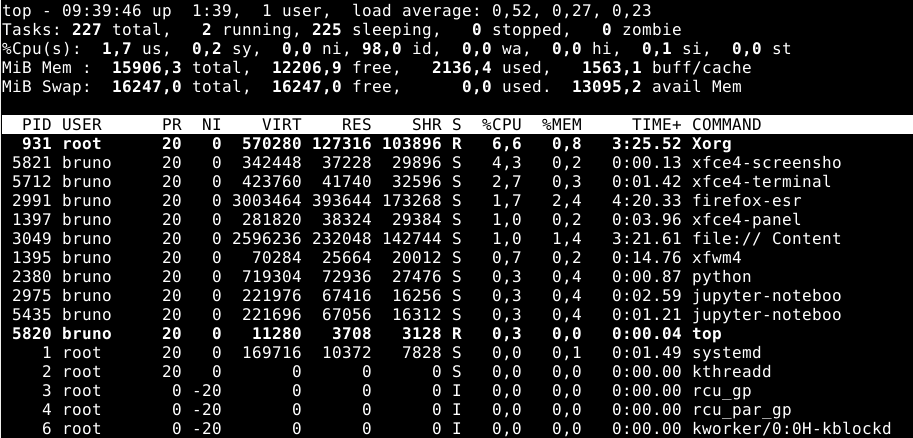 top - 09:39:46 up  1:39,  1 user,  load average: 0,52, 0,27, 0,23
Tasks: 227 total,   2 running, 225 sleeping,   0 stopped,   0 zombie
%Cpu(s):  1,7 us,  0,2 sy,  0,0 ni, 98,0 id,  0,0 wa,  0,0 hi,  0,1 si,  0,0 st
MiB Mem :  15906,3 total,  12206,9 free,   2136,4 used,   1563,1 buff/cache
MiB Swap:  16247,0 total,  16247,0 free,      0,0 used.  13095,2 avail Mem
PID USER      PR  NI    VIRT    RES    SHR S  %CPU  %MEM     TIME+ COMMAND
931 root      20   0  570280 127316 103896 R   6,6   0,8   3:25.52 Xorg
5821 bruno     20   0  342448  37228  29896 S   4,3   0,2   0:00.13 xfce4-screensho
5712 bruno     20   0  423760  41740  32596 S   2,7   0,3   0:01.42 xfce4-terminal
2991 bruno     20   0 3003464 393644 173268 S   1,7   2,4   4:20.33 firefox-esr
1397 bruno     20   0  281820  38324  29384 S   1,0   0,2   0:03.96 xfce4-panel
3049 bruno     20   0 2596236 232048 142744 S   1,0   1,4   3:21.61 file:// Content
1395 bruno     20   0   70284  25664  20012 S   0,7   0,2   0:14.76 xfwm4
2380 bruno     20   0  719304  72936  27476 S   0,3   0,4   0:00.87 python
2975 bruno     20   0  221976  67416  16256 S   0,3   0,4   0:02.59 jupyter-noteboo
5435 bruno     20   0  221696  67056  16312 S   0,3   0,4   0:01.21 jupyter-noteboo
5820 bruno     20   0   11280   3708   3128 R   0,3   0,0   0:00.04 top
1 root      20   0  169716  10372   7828 S   0,0   0,1   0:01.49 systemd
2 root      20   0       0      0      0 S   0,0   0,0   0:00.00 kthreadd
3 root       0 -20       0      0      0 I   0,0   0,0   0:00.00 rcu_gp
4 root       0 -20       0      0      0 I   0,0   0,0   0:00.00 rcu_par_gp
6 root       0 -20       0      0      0 I   0,0   0,0   0:00.00 kworker/0:0H-kblockd